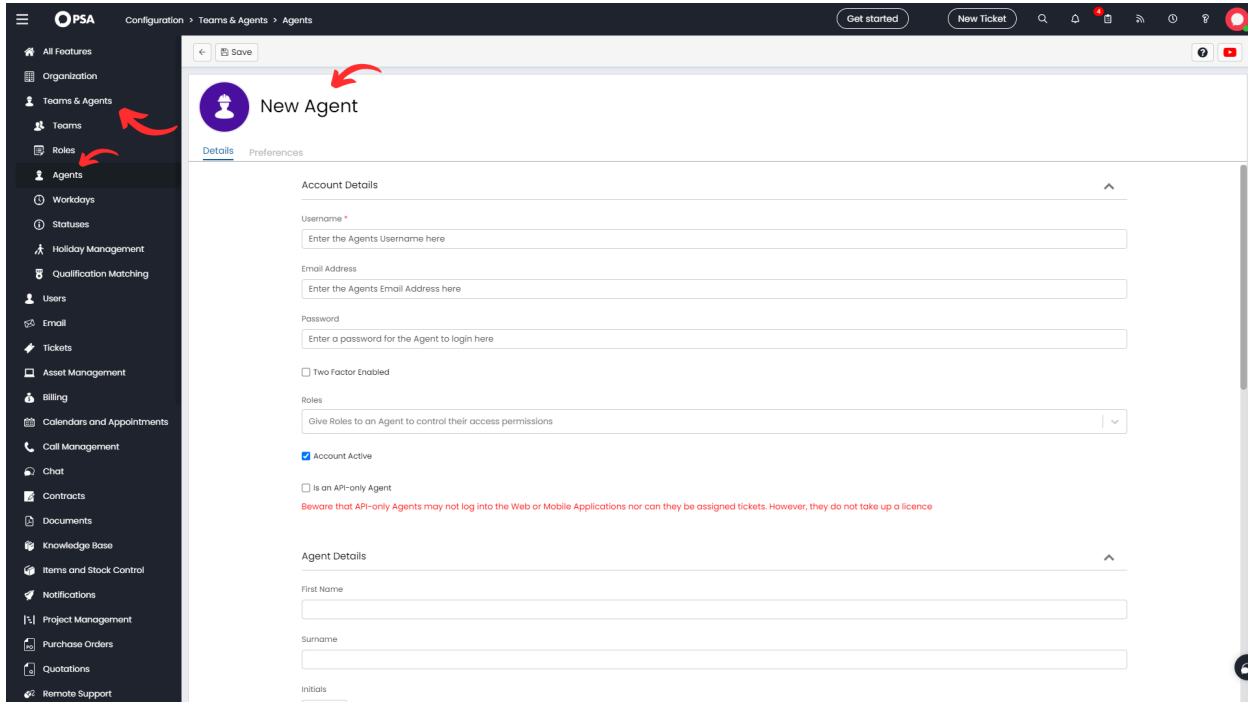 PSA
Configuration > Teams & Agents > Agents
Get started
New Ticket
4
All Features
Organization
Teams & Agents
Teams
Roles
Agents
Workdays
Statuses
Holiday Management
Qualification Matching
Users
Email
Tickets
Asset Management
Billing
Calendars and Appointments
Call Management
Chat
Contracts
Documents
Knowledge Base
Items and Stock Control
Notifications
Project Management
Purchase Orders
Quotations
Remote Support
Save
New Agent
Details Preferences
Account Details
Username *
Enter the Agents Username here
Email Address
Enter the Agents Email Address here
Password
Enter a password for the Agent to login here
Two Factor Enabled
Roles
Give Roles to an Agent to control their access permissions
Account Active
Is an API-only Agent
Beware that API-only Agents may not log into the Web or Mobile Applications nor can they be assigned tickets. However, they do not take up a licence
Agent Details
First Name
Surname
Initials